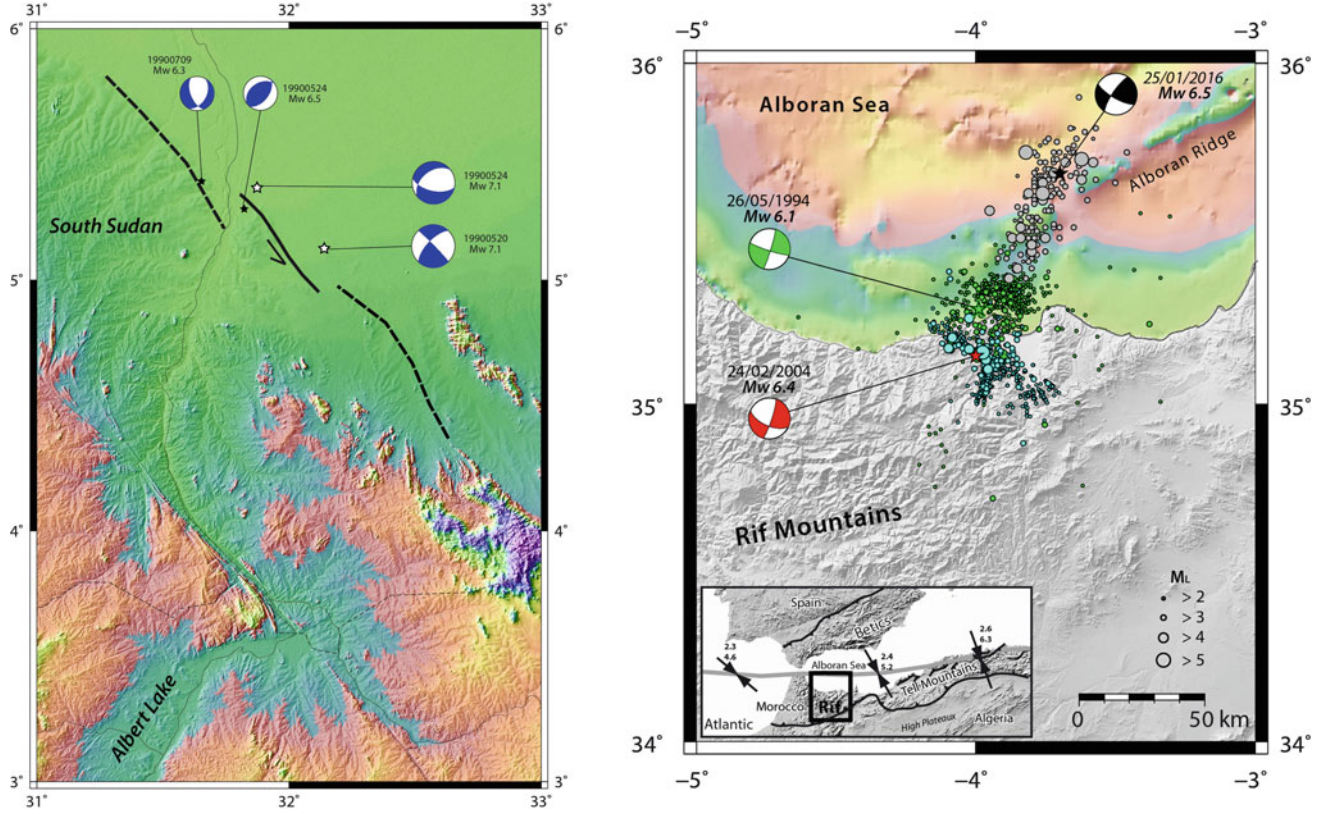 31°
32°
33°
6°
6°
19900709
Mw 6.3
19900524
Mw 6.5
19900524
Mw 7.1
South Sudan
19900520
Mw 7.1
5°
5°
4°
4°
Albert Lake
3°
3°
31°
32°
33°
−5°
−4°
−3°
36°
36°
25/01/2016
Mw 6.5
Alboran Sea
Alboran Ridge
26/05/1994
Mw 6.1
24/02/2004
Mw 6.4
35°
35°
Rif Mountains
ML
> 2
> 3
> 4
> 5
0
50 km
Spain
Betics
2.3
4.6
Alboran Sea
2.4
5.2
2.6
6.3
Tell Mountains
Morocco
Rif
Atlantic
High Plateaux
Algeria
34°
34°
−5°
−4°
−3°